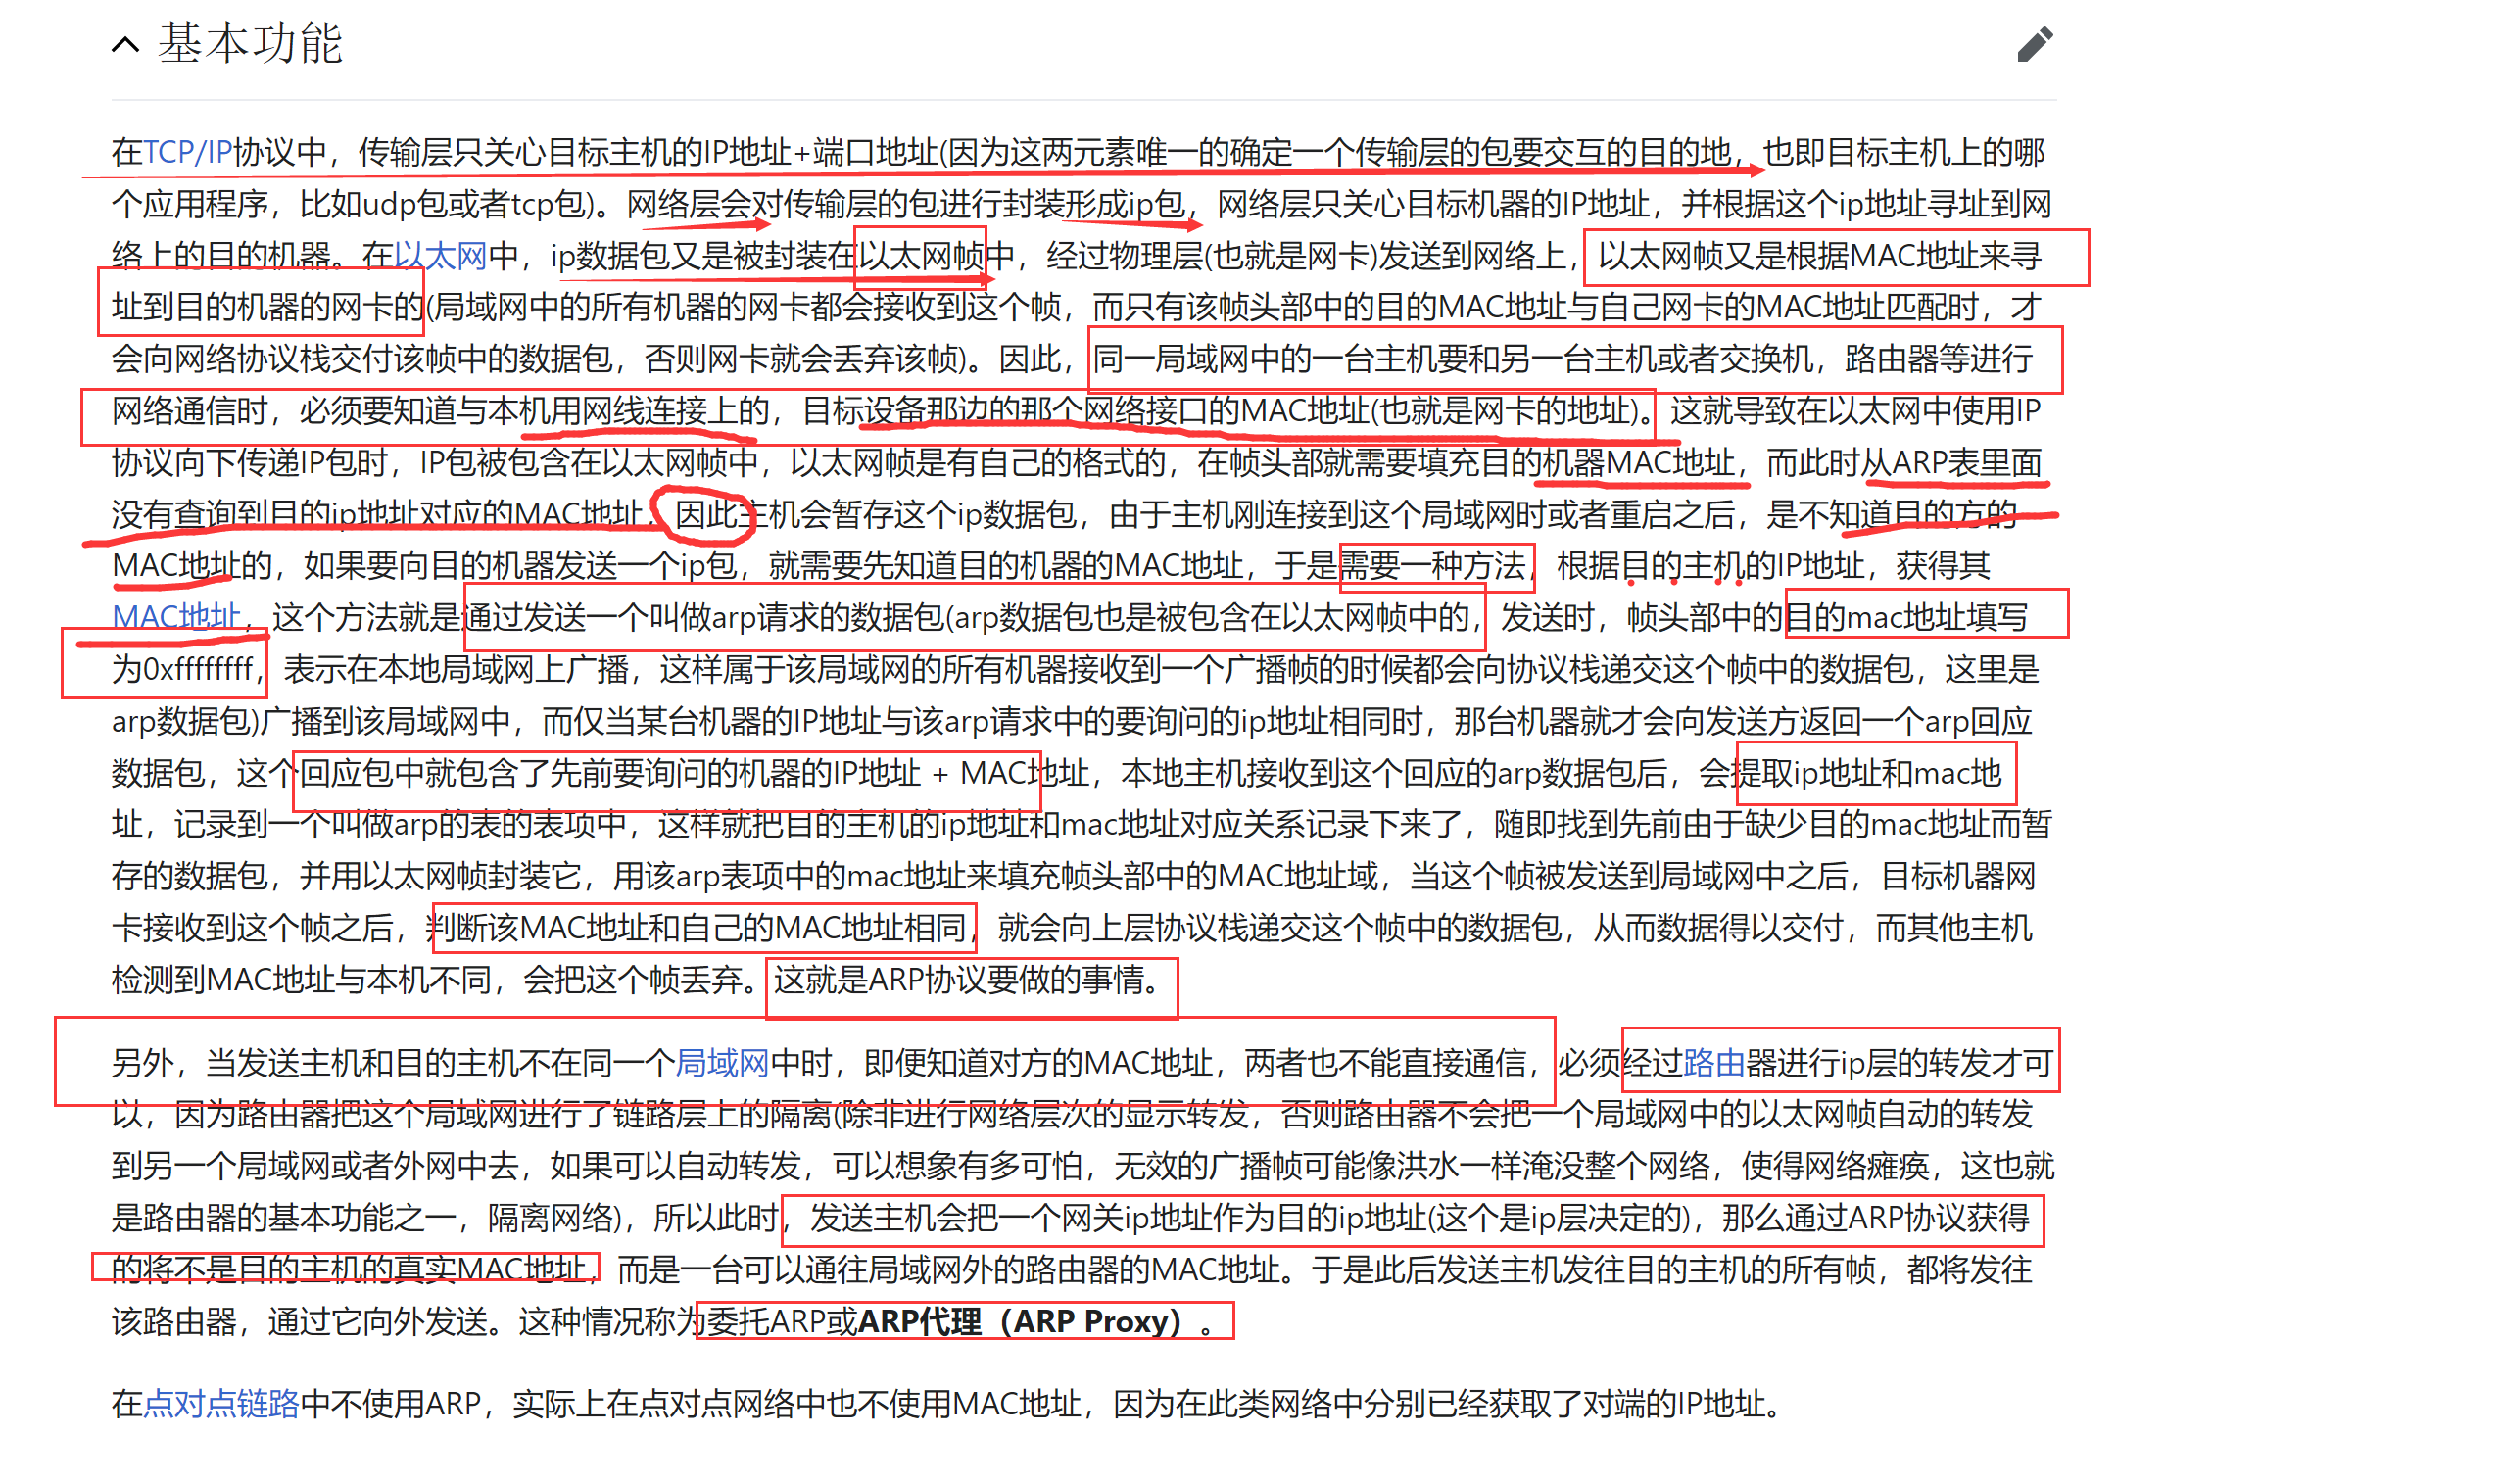 基本功能
在TCP/IP协议中，传输层只关心目标主机的IP地址+端口地址(因为这两元素唯一的确定一个传输层的包要交互的目的地，也即目标主机上的哪
个应用程序，比如udp包或者tcp包)。网络层会对传输层的包进行封装形成ip包，网络层只关心目标机器的IP地址，并根据这个ip地址寻址到网
络上的目的机器。在以太网中，ip数据包又是被封装在以太网帧中，经过物理层(也就是网卡)发送到网络上，以太网帧又是根据MAC地址来寻
址到目的机器的网卡的(局域网中的所有机器的网卡都会接收到这个帧，而只有该帧头部中的目的MAC地址与自己网卡的MAC地址匹配时，才
会向网络协议栈交付该帧中的数据包，否则网卡就会丢弃该帧)。因此，同一局域网中的一台主机要和另一台主机或者交换机，路由器等进行
网络通信时，必须要知道与本机用网线连接上的，目标设备那边的那个网络接口的MAC地址(也就是网卡的地址)。这就导致在以太网中使用IP
协议向下传递IP包时，IP包被包含在以太网帧中，以太网帧是有自己的格式的，在帧头部就需要填充目的机器MAC地址，而此时从ARP表里面
没有查询到目的ip地址对应的MAC地址，因此主机会暂存这个ip数据包，由于主机刚连接到这个局域网时或者重启之后，是不知道目的方的
MAC地址的，如果要向目的机器发送一个ip包，就需要先知道目的机器的MAC地址，于是需要一种方法，根据目的主机的IP地址，获得其
MAC地址，这个方法就是通过发送一个叫做arp请求的数据包(arp数据包也是被包含在以太网帧中的，发送时，帧头部中的目的mac地址填写
为0xffffffff，表示在本地局域网上广播，这样属于该局域网的所有机器接收到一个广播帧的时候都会向协议栈递交这个帧中的数据包，这里是
arp数据包)广播到该局域网中，而仅当某台机器的IP地址与该arp请求中的要询问的ip地址相同时，那台机器就才会向发送方返回一个arp回应
数据包，这个回应包中就包含了先前要询问的机器的IP地址 + MAC地址，本地主机接收到这个回应的arp数据包后，会提取ip地址和mac地
址，记录到一个叫做arp的表的表项中，这样就把目的主机的ip地址和mac地址对应关系记录下来了，随即找到先前由于缺少目的mac地址而暂
存的数据包，并用以太网帧封装它，用该arp表项中的mac地址来填充帧头部中的MAC地址域，当这个帧被发送到局域网中之后，目标机器网
卡接收到这个帧之后，判断该MAC地址和自己的MAC地址相同，就会向上层协议栈递交这个帧中的数据包，从而数据得以交付，而其他主机
检测到MAC地址与本机不同，会把这个帧丢弃。这就是ARP协议要做的事情。
另外，当发送主机和目的主机不在同一个局域网中时，即便知道对方的MAC地址，两者也不能直接通信，必须经过路由器进行ip层的转发才可
以，因为路由器把这个局域网进行了链路层上的隔离(除非进行网络层次的显示转发，否则路由器不会把一个局域网中的以太网帧自动的转发
到另一个局域网或者外网中去，如果可以自动转发，可以想象有多可怕，无效的广播帧可能像洪水一样淹没整个网络，使得网络瘫痪，这也就
是路由器的基本功能之一，隔离网络)，所以此时，发送主机会把一个网关ip地址作为目的ip地址(这个是ip层决定的)，那么通过ARP协议获得
的将不是目的主机的真实MAC地址，而是一台可以通往局域网外的路由器的MAC地址。于是此后发送主机发往目的主机的所有帧，都将发往
该路由器，通过它向外发送。这种情况称为委托ARP或ARP代理（ARP Proxy）。
在点对点链路中不使用ARP，实际上在点对点网络中也不使用MAC地址，因为在此类网络中分别已经获取了对端的IP地址。